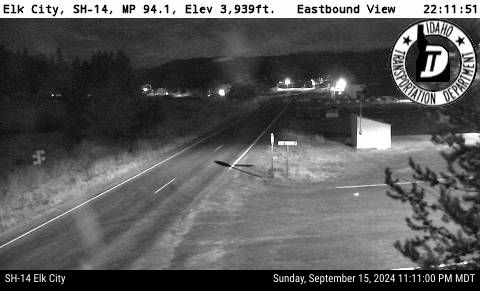 Elk City, SH-14, MP 94.1, Elev 3,939ft. Eastbound View 22:11:51
IDAHO
TRANSPORTATION DEPARTMENT
SH-14 Elk City Sunday, September 15, 2024 11:11:00 PM MDT